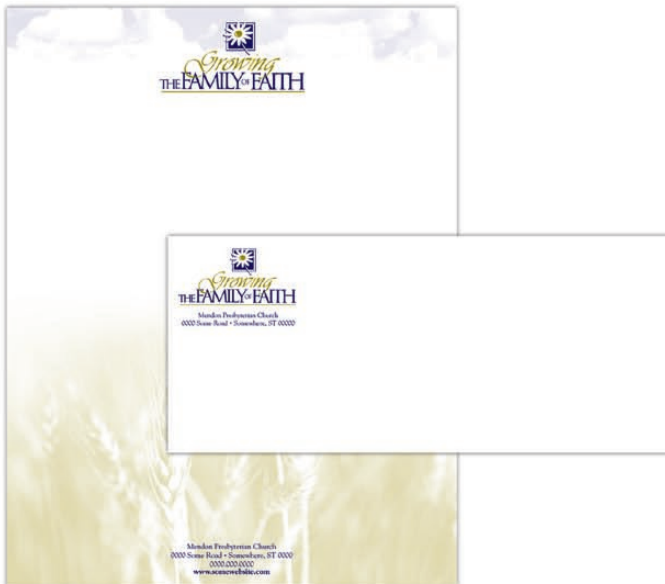 Growing
THE FAMILY OF FAITH
Growing
THE FAMILY OF FAITH
Mendon Presbyterian Church
0000 Some Road • Somewhere, ST 00000
Mendon Presbyterian Church
0000 Some Road • Somewhere, ST 0000
0000.000.0000
www.somewebsite.com